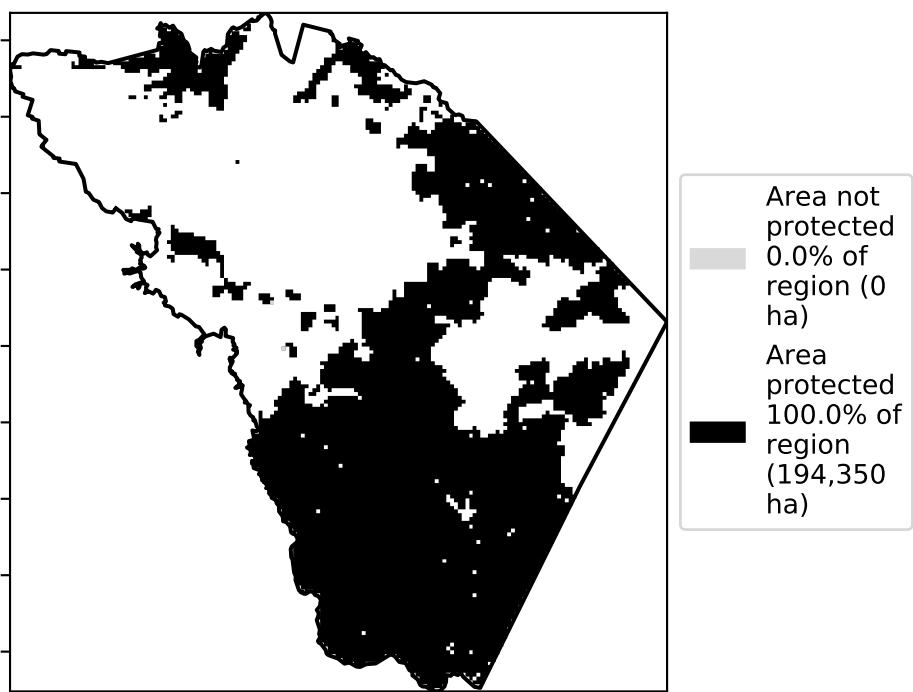 Area not
protected
0.0% of
region (0
ha)
Area
protected
100.0% of
region
(194,350
ha)